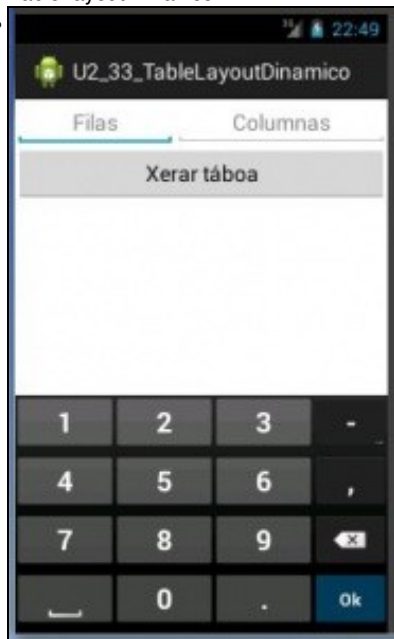 22:49
U2_33_TableLayoutDinamico
Filas Columnas
Xerar táboa
1 2 3 -
4 5 6 ,
7 8 9
0 . Ok